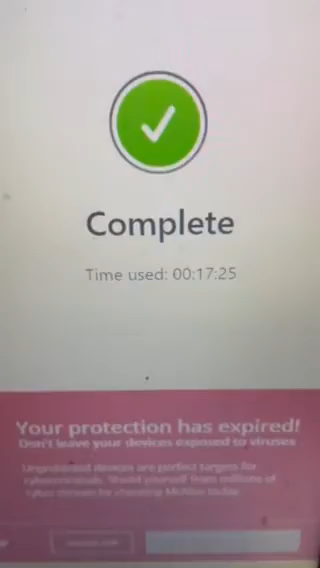 Complete
Time used: 00:17:25
Your protection has expired!
Don't leave your devices exposed to viruses
Unprotected devices are perfect targets for
cybercriminals. Shield yourself from millions of
cyber threats by choosing McAfee today.